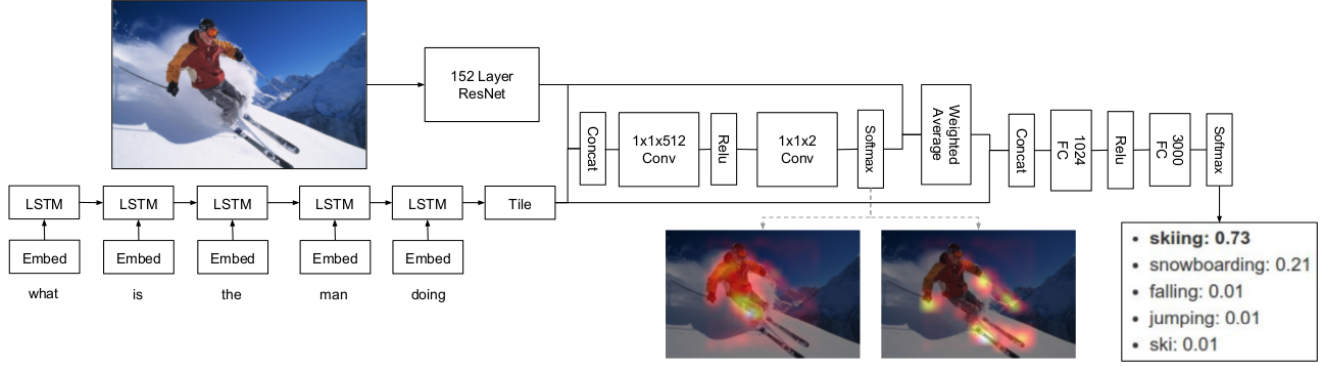 152 Layer
ResNet
Concat
1x1x512
Conv
Relu
1x1x2
Conv
Softmax
Weighted
Average
Concat
1024
FC
Relu
3000
FC
Softmax
LSTM
LSTM
LSTM
LSTM
LSTM
Tile
Embed
Embed
Embed
Embed
Embed
what
is
the
man
doing
• skiing: 0.73
• snowboarding: 0.21
• falling: 0.01
• jumping: 0.01
• ski: 0.01